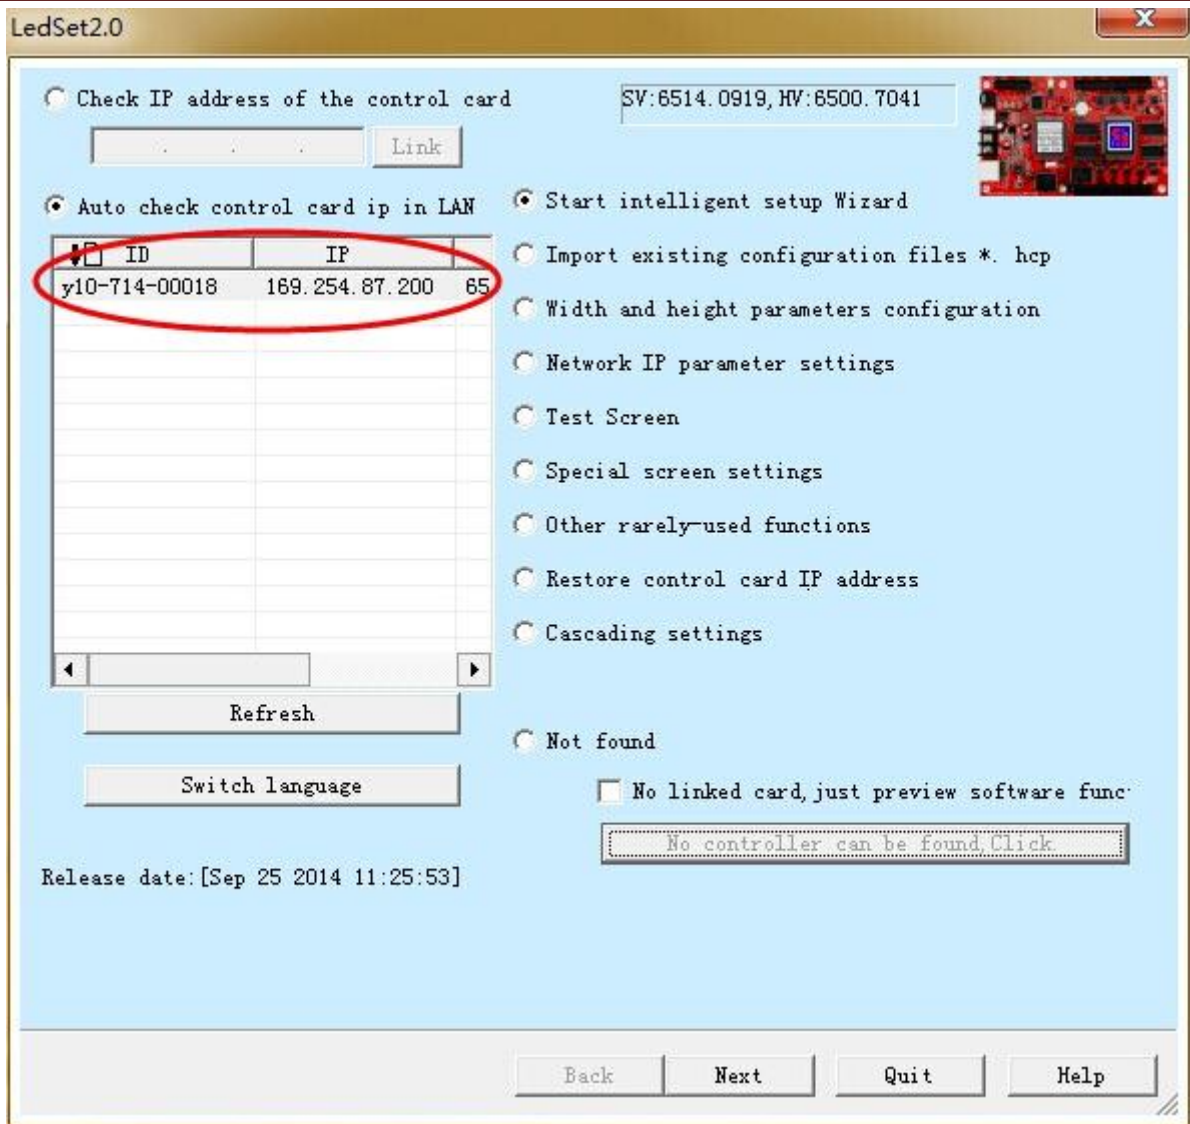 LedSet2.0
Check IP address of the control card
SV:6514.0919, HV:6500.7041
Link
Auto check control card ip in LAN
ID IP
y10-714-00018 169.254.87.200 65
Refresh
Switch language
Release date:[Sep 25 2014 11:25:53]
Start intelligent setup Wizard
Import existing configuration files *. hcp
Width and height parameters configuration
Network IP parameter settings
Test Screen
Special screen settings
Other rarely-used functions
Restore control card IP address
Cascading settings
Not found
No linked card, just preview software func
No controller can be found, Click.
Back Next Quit Help